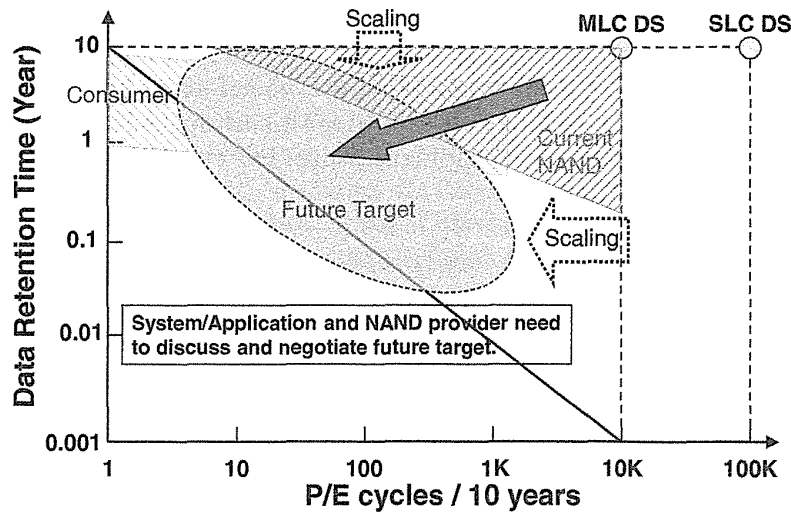 Scaling
MLC DS
SLC DS
10
Consumer
1
Current
NAND
Future Target
0.1
Scaling
0.01
System/Application and NAND provider need
to discuss and negotiate future target.
0.001
1
10
100
1K
10K
100K
P/E cycles / 10 years
Data Retention Time (Year)